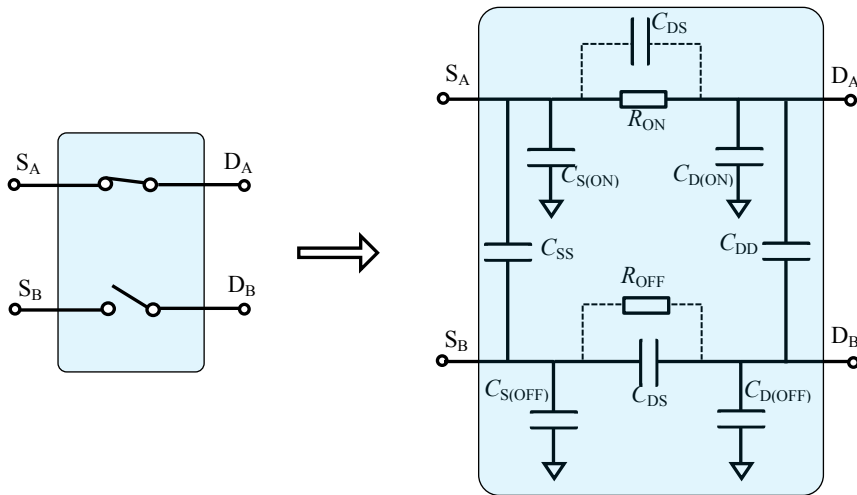 S_A D_A
S_B D_B
C_DS
S_A D_A
R_ON
C_S(ON) C_D(ON)
C_SS C_DD
R_OFF
S_B D_B
C_S(OFF) C_DS C_D(OFF)